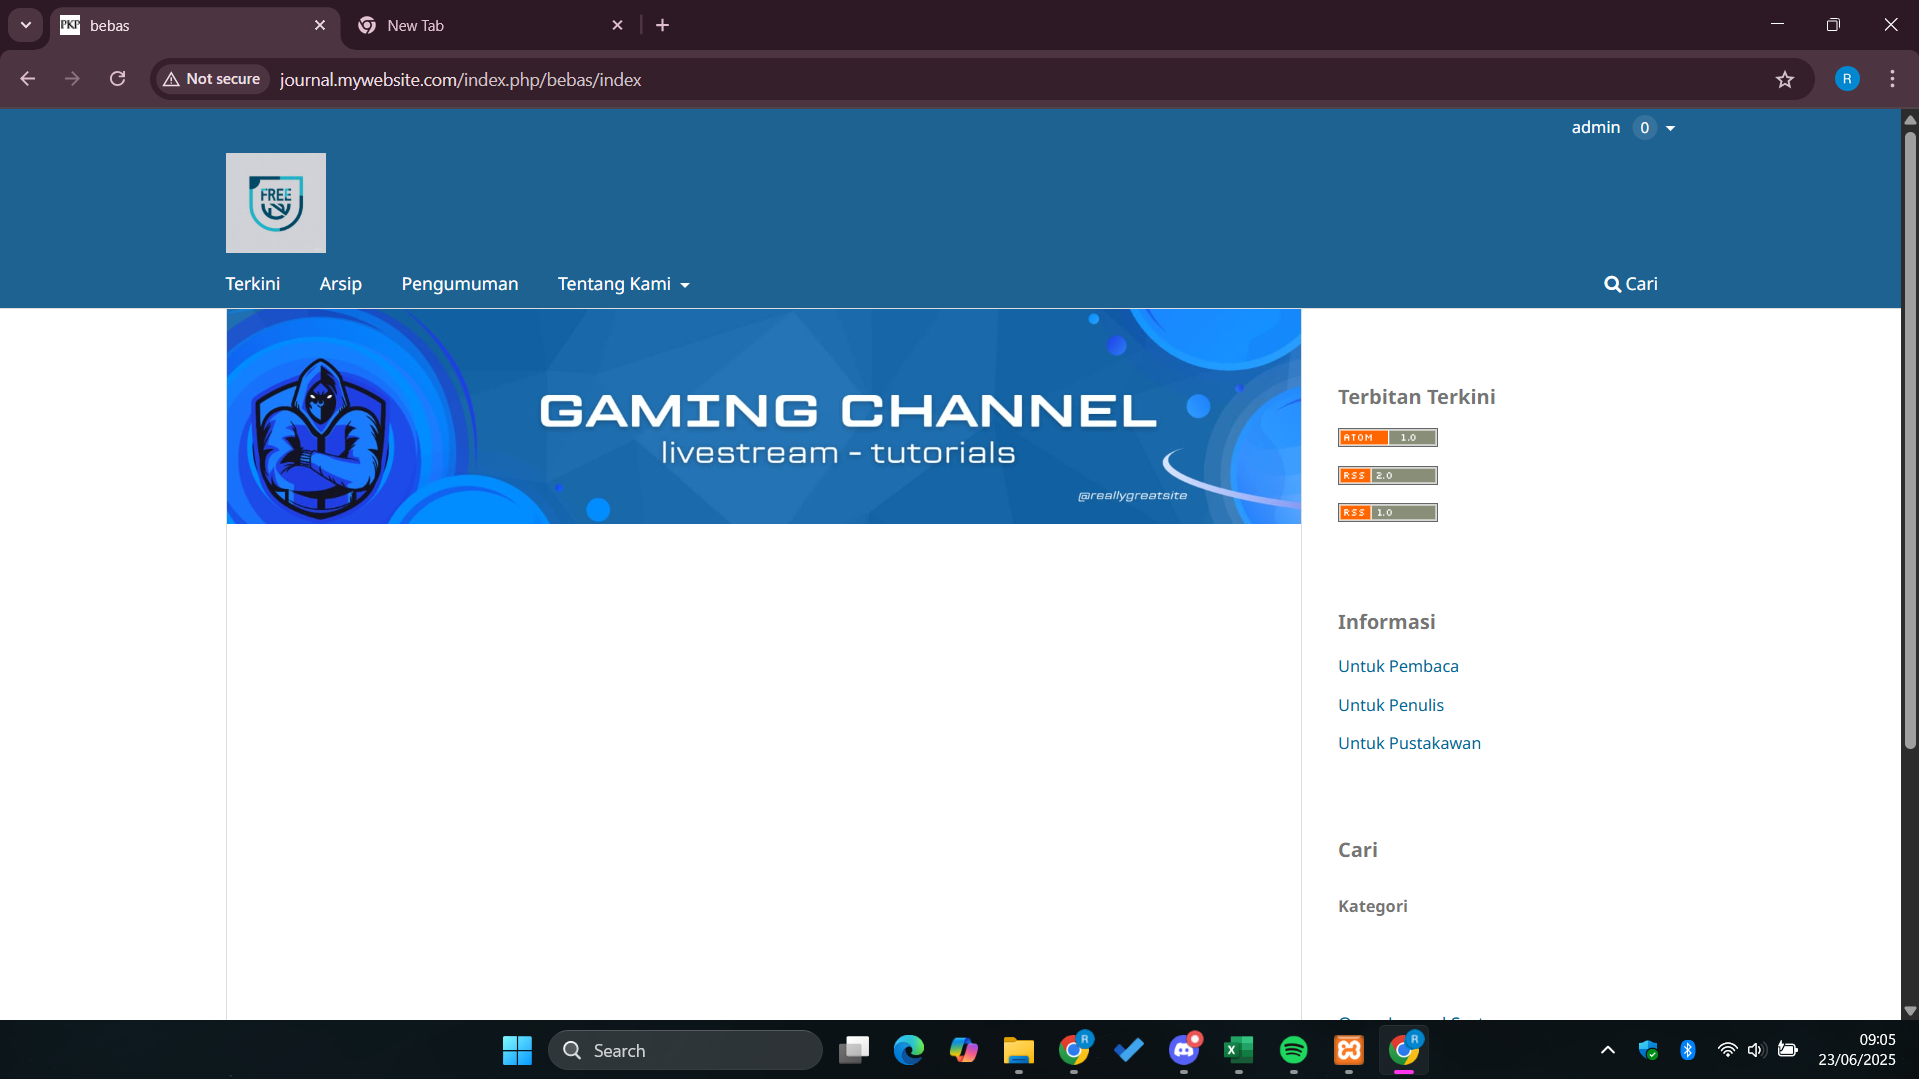 PKP bebas
New Tab
Not secure journal.mywebsite.com/index.php/bebas/index
R
admin 0
FREE
Terkini Arsip Pengumuman Tentang Kami
Cari
GAMING CHANNEL
livestream - tutorials
@reallygreatsite
Terbitan Terkini
ATOM 1.0
RSS 2.0
RSS 1.0
Informasi
Untuk Pembaca
Untuk Penulis
Untuk Pustakawan
Cari
Kategori
Search
R
R
09:05
23/06/2025